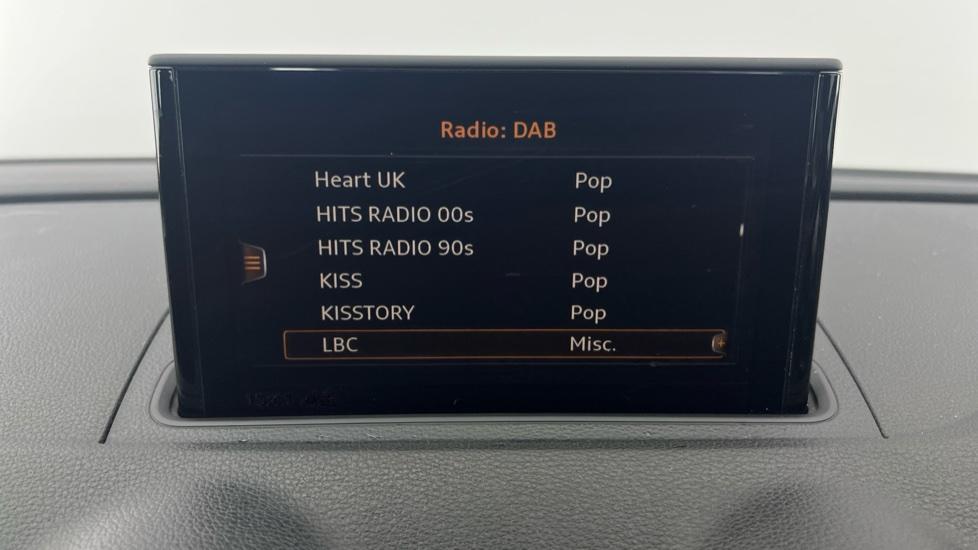 Radio: DAB
Heart UK Pop
HITS RADIO 00s Pop
HITS RADIO 90s Pop
KISS Pop
KISSTORY Pop
LBC Misc.